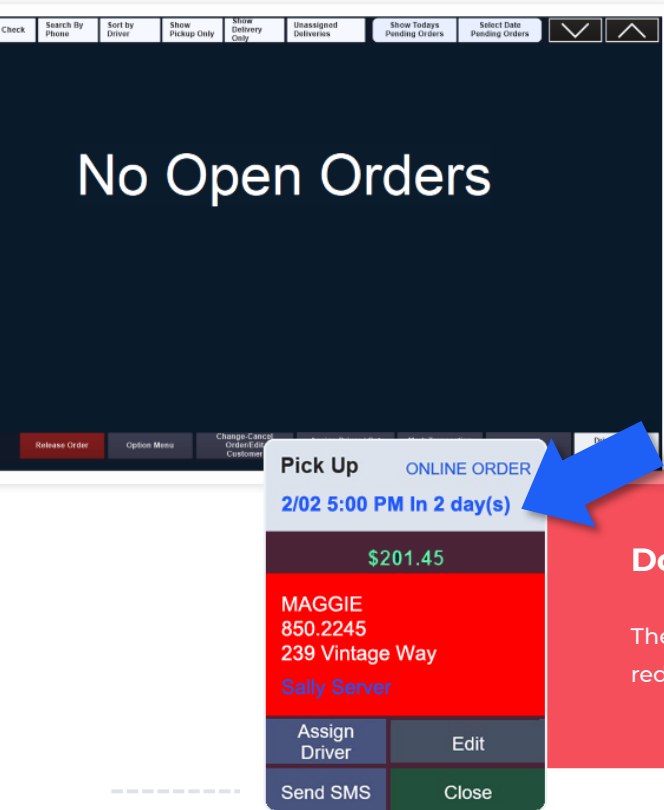 Check
Search By
Phone
Sort by
Driver
Show
Pickup Only
Show
Delivery
Only
Unassigned
Deliveries
Show Todays
Pending Orders
Select Date
Pending Orders
No Open Orders
Release Order
Option Menu
Change-Cancel
Order/Edit
Customer
Pick Up ONLINE ORDER
2/02 5:00 PM In 2 day(s)
$201.45
MAGGIE
850.2245
239 Vintage Way
Sally Server
Assign
Driver
Edit
Send SMS
Close